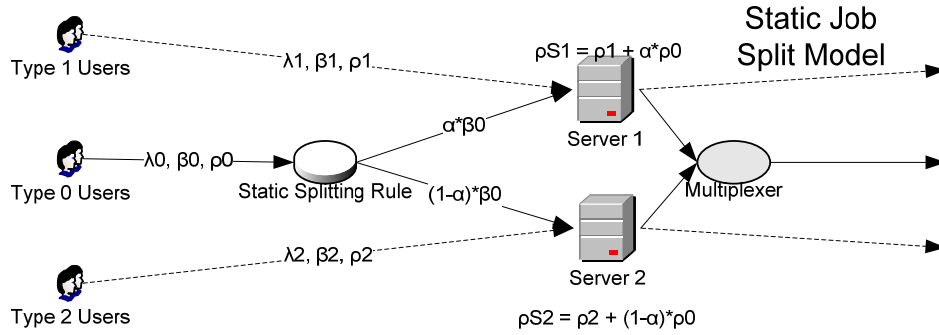 Static Job
Split Model
Type 1 Users
λ1, β1, ρ1
ρS1 = ρ1 + α*ρ0
Server 1
α*β0
Type 0 Users
λ0, β0, ρ0
Static Splitting Rule
(1-α)*β0
Multiplexer
λ2, β2, ρ2
Type 2 Users
Server 2
ρS2 = ρ2 + (1-α)*ρ0